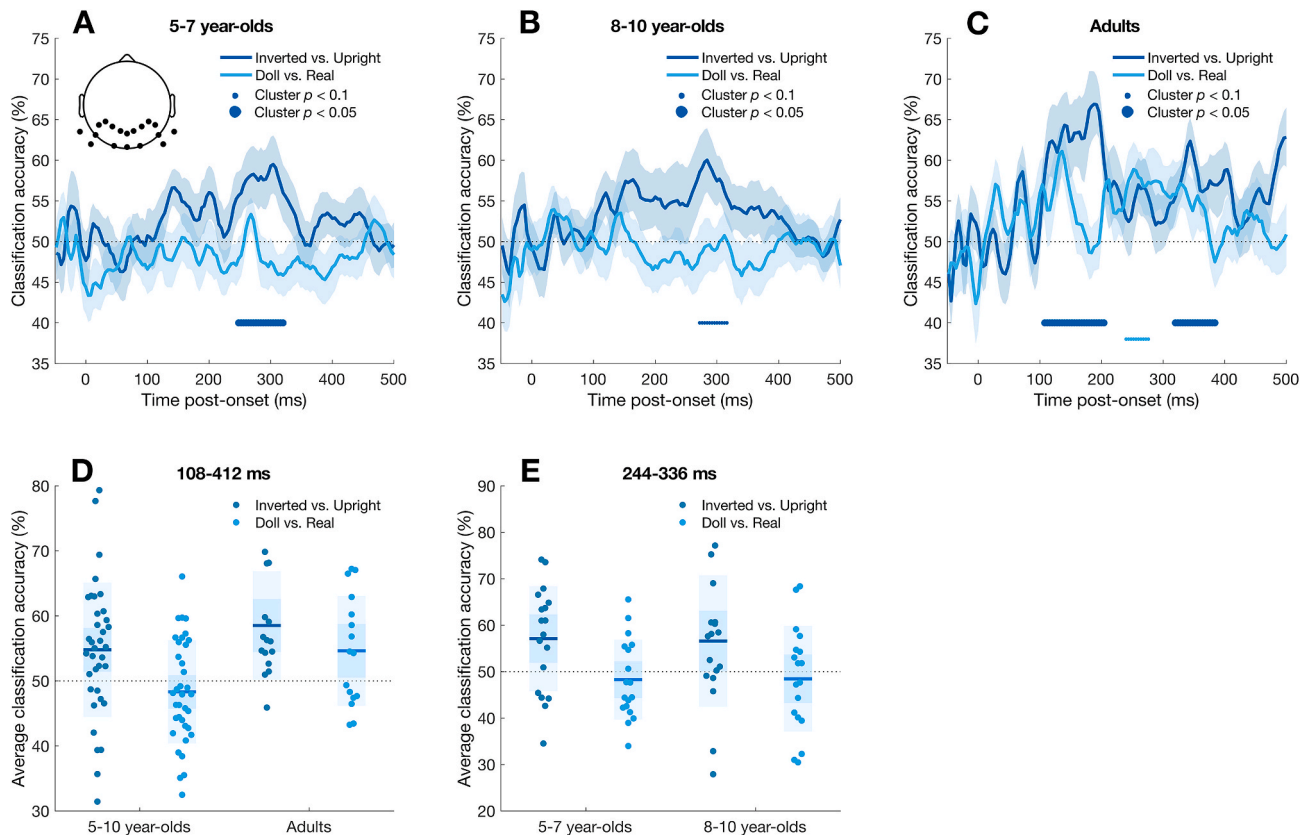 A
5-7 year-olds
75
70
65
60
55
50
45
40
35
Classification accuracy (%)
Inverted vs. Upright
Doll vs. Real
Cluster p < 0.1
Cluster p < 0.05
0 100 200 300 400 500
Time post-onset (ms)
B
8-10 year-olds
75
70
65
60
55
50
45
40
35
Classification accuracy (%)
Inverted vs. Upright
Doll vs. Real
Cluster p < 0.1
Cluster p < 0.05
0 100 200 300 400 500
Time post-onset (ms)
C
Adults
75
70
65
60
55
50
45
40
35
Classification accuracy (%)
Inverted vs. Upright
Doll vs. Real
Cluster p < 0.1
Cluster p < 0.05
0 100 200 300 400 500
Time post-onset (ms)
D
108-412 ms
80
70
60
50
40
30
Average classification accuracy (%)
Inverted vs. Upright
Doll vs. Real
5-10 year-olds Adults
E
244-336 ms
90
80
70
60
50
40
30
20
Average classification accuracy (%)
Inverted vs. Upright
Doll vs. Real
5-7 year-olds 8-10 year-olds